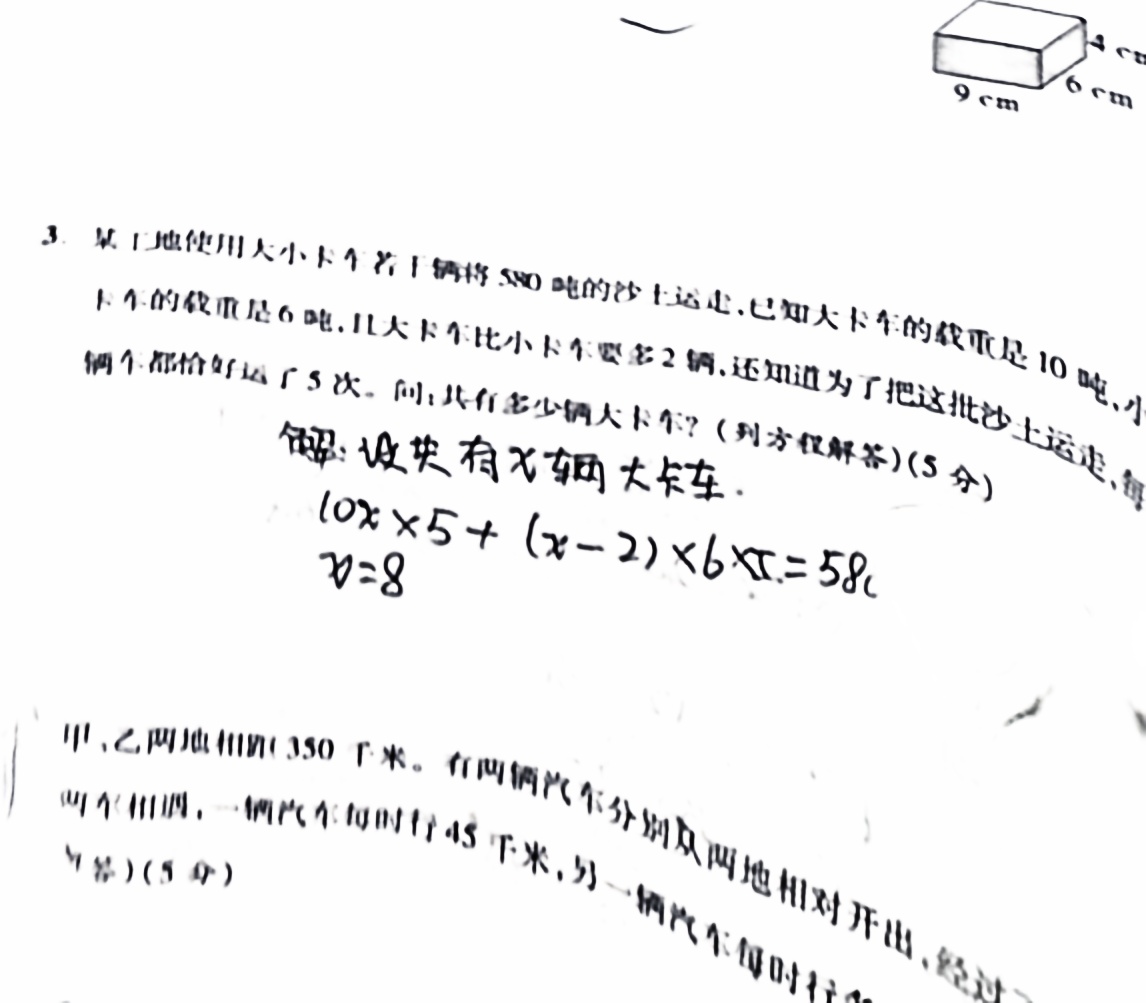 4 cm
6 cm
9 cm
3. 某工地使用大小卡车若干辆将 580 吨的沙土运走,已知大卡车的载重是 10 吨,小
卡车的载重是 6 吨,且大卡车比小卡车要多 2 辆,还知道为了把这批沙土运走,每
辆车都恰好运了 5 次。问:共有多少辆大卡车?(列方程解答)(5 分)
解:设共有x辆大卡车.
10x×5+(x-2)×6×5=580
x=8
甲、乙两地相距 350 千米。有两辆汽车分别从两地相对开出,经过
两车相遇,一辆汽车每时行 45 千米,另一辆汽车每时行
答)(5 分)